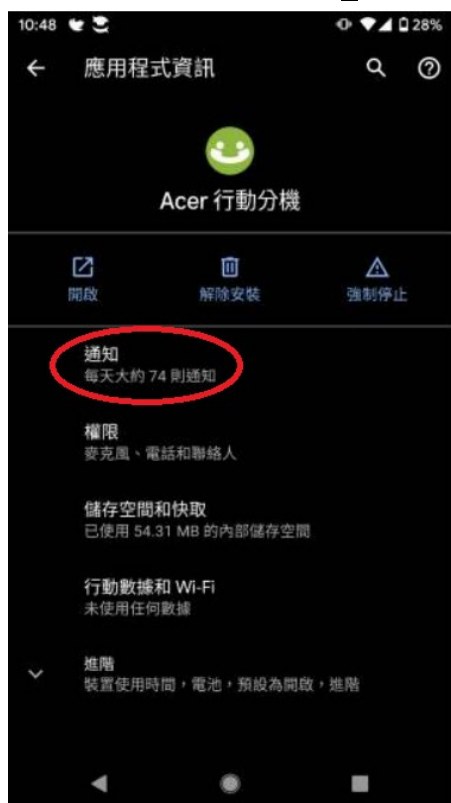 10:48
28%
應用程式資訊
Acer 行動分機
開啟
解除安裝
強制停止
通知
每天大約 74 則通知
權限
麥克風、電話和聯絡人
儲存空間和快取
已使用 54.31 MB 的內部儲存空間
行動數據和 Wi-Fi
未使用任何數據
進階
裝置使用時間，電池，預設為開啟，進階